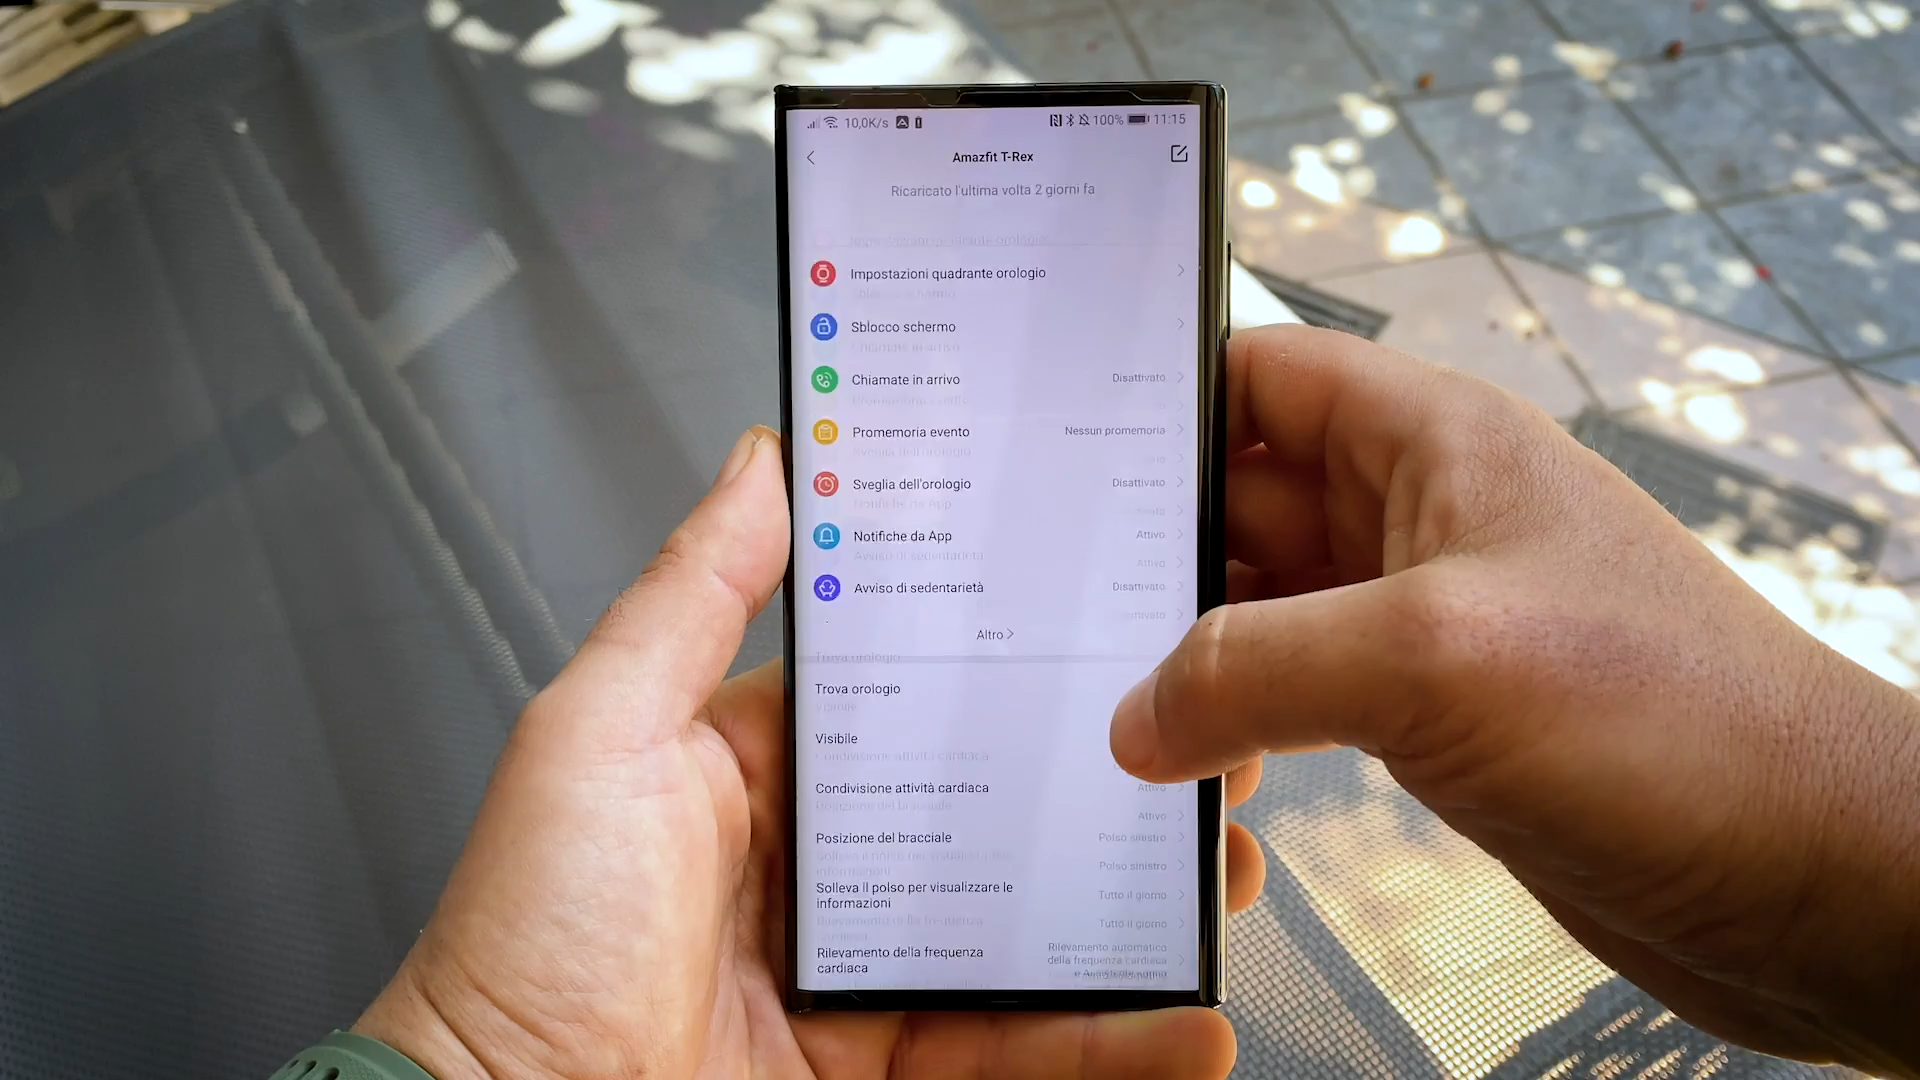 10,0K/s 100% 11:15
Amazfit T-Rex
Ricaricato l'ultima volta 2 giorni fa
Impostazioni quadrante orologio
Sblocco schermo
Chiamate in arrivo Disattivato
Promemoria evento Nessun promemoria
Sveglia dell'orologio Disattivato
Notifiche da App Attivo
Avviso di sedentarietà Disattivato
Altro
Trova orologio
Visibile
Condivisione attività cardiaca Attivo
Posizione del bracciale Polso sinistro
Solleva il polso per visualizzare le Tutto il giorno
informazioni
Rilevamento della frequenza Rilevamento automatico
cardiaca della frequenza cardiaca